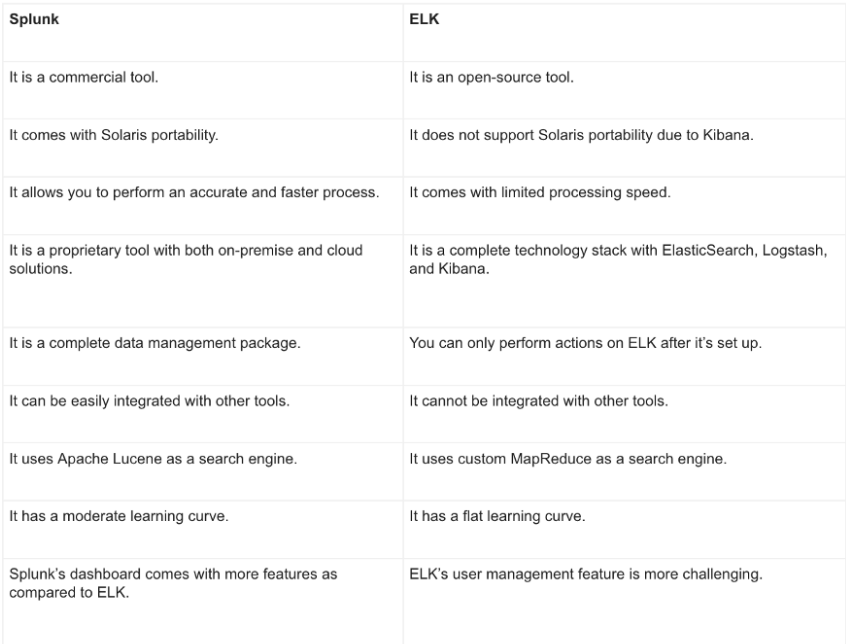 Splunk
ELK
It is a commercial tool.
It is an open-source tool.
It comes with Solaris portability.
It does not support Solaris portability due to Kibana.
It allows you to perform an accurate and faster process.
It comes with limited processing speed.
It is a proprietary tool with both on-premise and cloud
solutions.
It is a complete technology stack with ElasticSearch, Logstash,
and Kibana.
It is a complete data management package.
You can only perform actions on ELK after it’s set up.
It can be easily integrated with other tools.
It cannot be integrated with other tools.
It uses Apache Lucene as a search engine.
It uses custom MapReduce as a search engine.
It has a moderate learning curve.
It has a flat learning curve.
Splunk’s dashboard comes with more features as
compared to ELK.
ELK’s user management feature is more challenging.